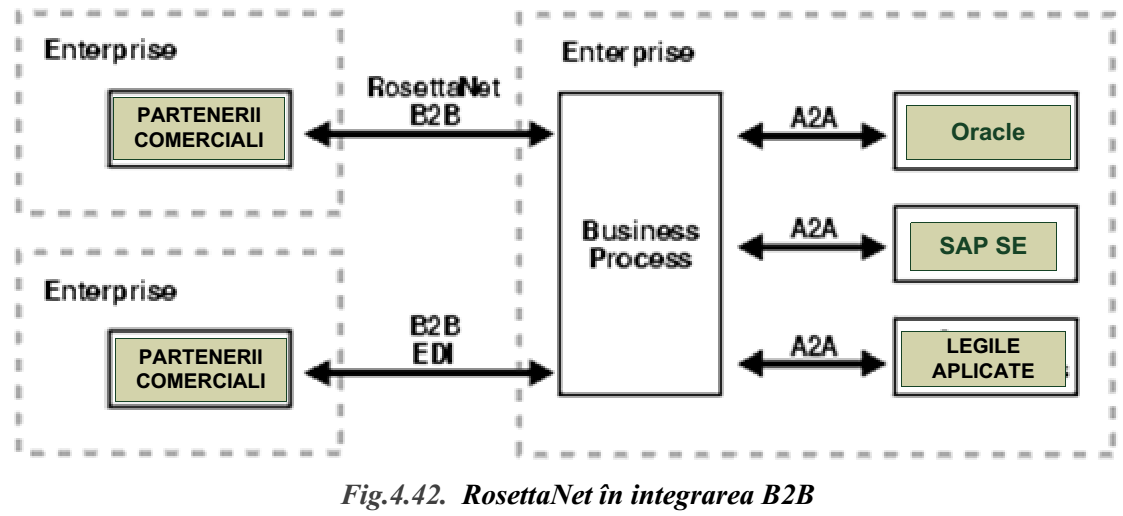 Enterprise
PARTENERII
COMERCIALI
RosettaNet
B2B
Enterprise
Business
Process
A2A
Oracle
A2A
SAP SE
A2A
LEGILE
APLICATE
Enterprise
PARTENERII
COMERCIALI
B2B
EDI
Fig.4.42. RosettaNet în integrarea B2B